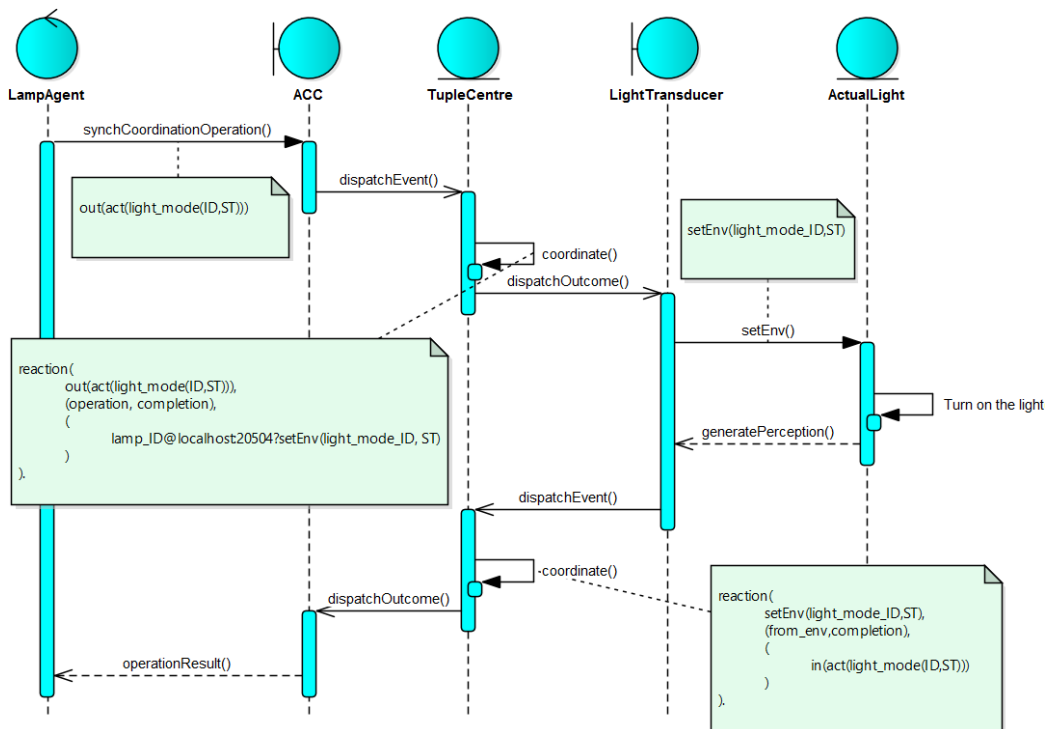 LampAgent
ACC
TupleCentre
LightTransducer
ActualLight
synchCoordinationOperation()
dispatchEvent()
out(act(light_mode(ID,ST)))
setEnv(light_mode_ID,ST)
coordinate()
dispatchOutcome()
setEnv()
reaction(
out(act(light_mode(ID,ST))),
(operation, completion),
(
lamp_ID@localhost:20504?setEnv(light_mode_ID, ST)
)
).
Turn on the light
generatePerception()
dispatchEvent()
coordinate()
dispatchOutcome()
reaction(
setEnv(light_mode_ID,ST),
(from_env,completion),
(
in(act(light_mode(ID,ST)))
)
).
operationResult()